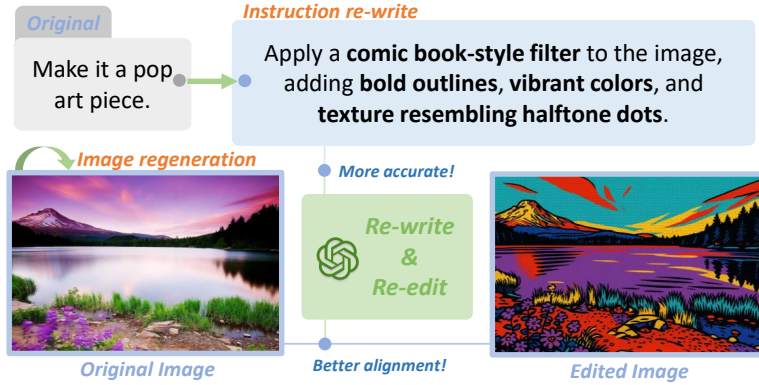 Original
Instruction re-write
Make it a pop
art piece.
Apply a comic book-style filter to the image,
adding bold outlines, vibrant colors, and
texture resembling halftone dots.
Image regeneration
More accurate!
Re-write
&
Re-edit
Better alignment!
Original Image
Edited Image